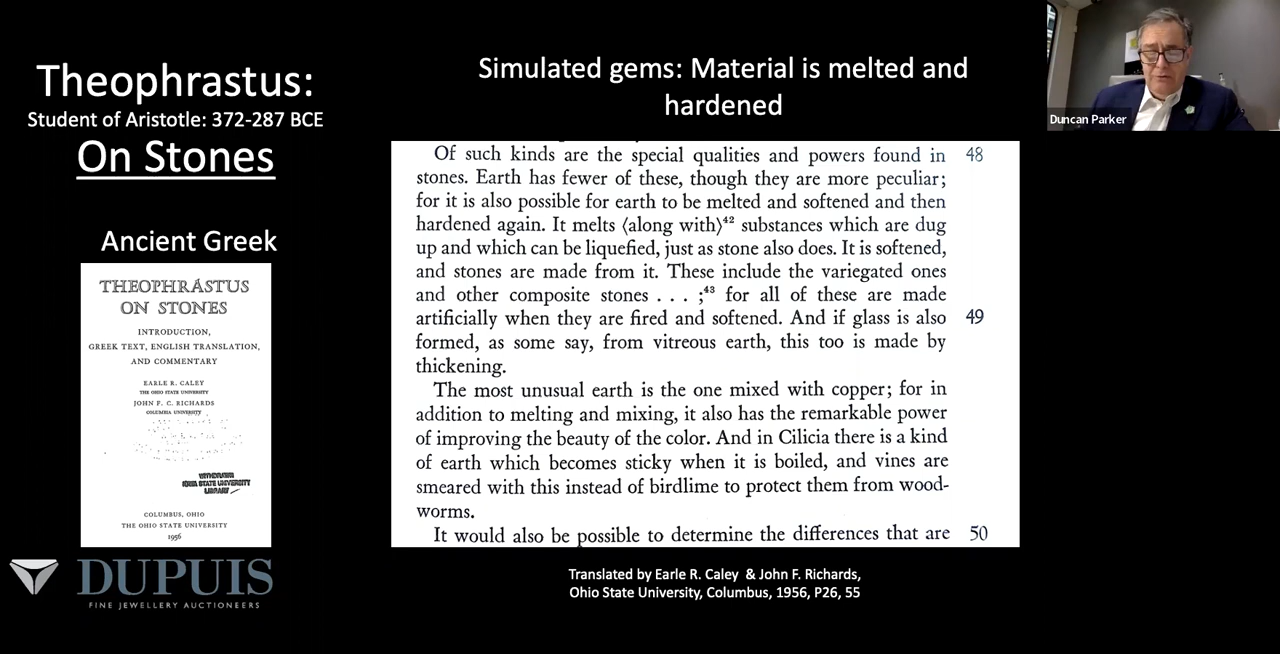 Theophrastus:
Student of Aristotle: 372-287 BCE
On Stones
Ancient Greek
THEOPHRASTUS
ON STONES
INTRODUCTION,
GREEK TEXT, ENGLISH TRANSLATION,
AND COMMENTARY
EARLE R. CALEY
THE OHIO STATE UNIVERSITY
JOHN F. C. RICHARDS
COLUMBIA UNIVERSITY
IOWA STATE UNIVERSITY
LIBRARY
COLUMBUS, OHIO
THE OHIO STATE UNIVERSITY
1956
DUPUIS
FINE JEWELLERY AUCTIONEERS
Simulated gems: Material is melted and
hardened
Of such kinds are the special qualities and powers found in 48
stones. Earth has fewer of these, though they are more peculiar;
for it is also possible for earth to be melted and softened and then
hardened again. It melts ⟨along with⟩⁴² substances which are dug
up and which can be liquefied, just as stone also does. It is softened,
and stones are made from it. These include the variegated ones
and other composite stones . . . ;⁴³ for all of these are made
artificially when they are fired and softened. And if glass is also 49
formed, as some say, from vitreous earth, this too is made by
thickening.
The most unusual earth is the one mixed with copper; for in
addition to melting and mixing, it also has the remarkable power
of improving the beauty of the color. And in Cilicia there is a kind
of earth which becomes sticky when it is boiled, and vines are
smeared with this instead of birdlime to protect them from wood-
worms.
It would also be possible to determine the differences that are 50
Translated by Earle R. Caley & John F. Richards,
Ohio State University, Columbus, 1956, P26, 55
Duncan Parker